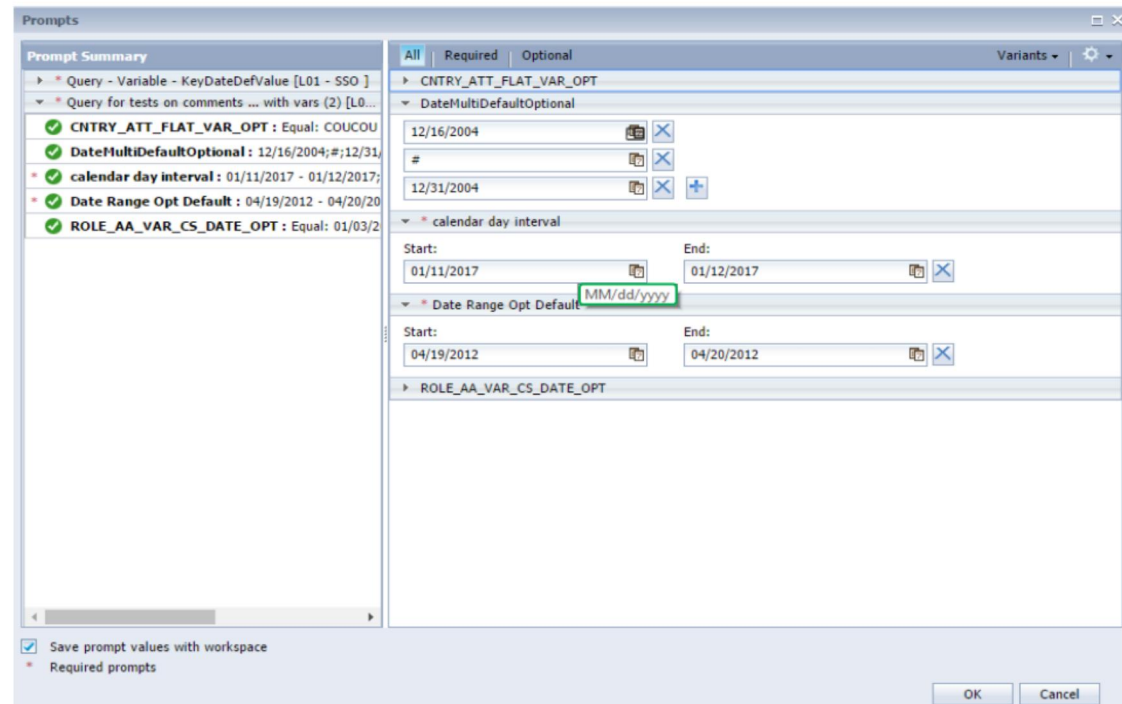 Prompts
Prompt Summary
* Query - Variable - KeyDateDefValue [L01 - SSO ]
* Query for tests on comments ... with vars (2) [L0...
CNTRY_ATT_FLAT_VAR_OPT : Equal: COUCOU
DateMultiDefaultOptional : 12/16/2004;#;12/31/
* calendar day interval : 01/11/2017 - 01/12/2017;
* Date Range Opt Default : 04/19/2012 - 04/20/20
ROLE_AA_VAR_CS_DATE_OPT : Equal: 01/03/2
All | Required | Optional Variants
CNTRY_ATT_FLAT_VAR_OPT
DateMultiDefaultOptional
12/16/2004
#
12/31/2004
* calendar day interval
Start: End:
01/11/2017 01/12/2017
MM/dd/yyyy
* Date Range Opt Default
Start: End:
04/19/2012 04/20/2012
ROLE_AA_VAR_CS_DATE_OPT
Save prompt values with workspace
* Required prompts
OK Cancel